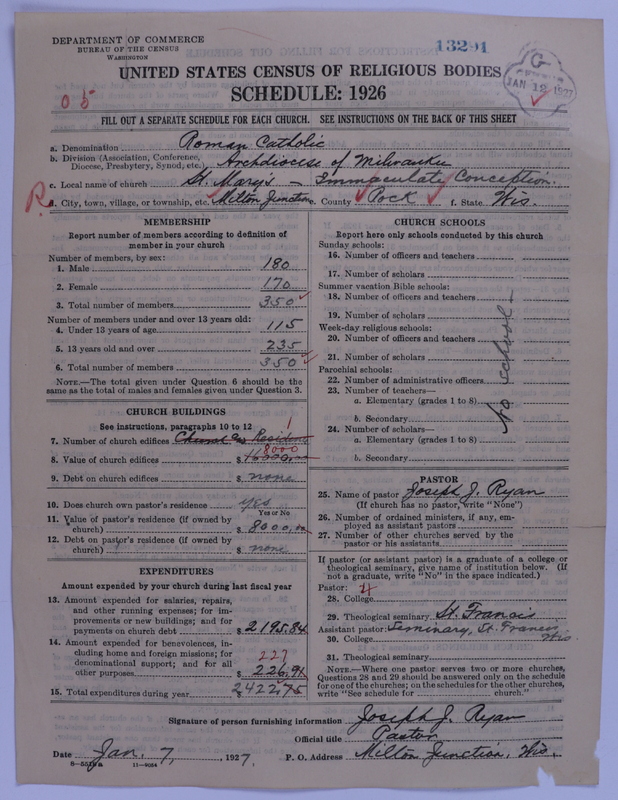 DEPARTMENT OF COMMERCE
BUREAU OF THE CENSUS
WASHINGTON
13291
G
JAN 12 1927
UNITED STATES CENSUS OF RELIGIOUS BODIES
SCHEDULE: 1926
05
FILL OUT A SEPARATE SCHEDULE FOR EACH CHURCH. SEE INSTRUCTIONS ON THE BACK OF THIS SHEET
a. Denomination Roman Catholic
b. Division (Association, Conference, Diocese, Presbytery, Synod, etc.) Archdiocese of Milwaukee
c. Local name of church St. Mary's – Immaculate Conception.
R. d. City, town, village, or township, etc. Milton Junction e. County Rock f. State Wis.
MEMBERSHIP
Report number of members according to definition of
member in your church
Number of members, by sex:
1. Male 180
2. Female 170
3. Total number of members 350
Number of members under and over 13 years old:
4. Under 13 years of age 115
5. 13 years old and over 235
6. Total number of members 350
NOTE.—The total given under Question 6 should be
the same as the total of males and females given under Question 3.
CHURCH BUILDINGS
See instructions, paragraphs 10 to 12
1
7. Number of church edifices Church and Resident
8000
8. Value of church edifices $ 16000.00
9. Debt on church edifices $ none
10. Does church own pastor's residence yes
Yes or No
11. Value of pastor's residence (if owned by
church) $ 8000.00
12. Debt on pastor's residence (if owned by
church) $ none
EXPENDITURES
Amount expended by your church during last fiscal year
13. Amount expended for salaries, repairs,
and other running expenses; for im-
provements or new buildings; and for
payments on church debt $ 2195.84
14. Amount expended for benevolences, in-
cluding home and foreign missions; for
denominational support; and for all
other purposes $ 226.91
227
15. Total expenditures during year $ 2422.75
CHURCH SCHOOLS
Report here only schools conducted by this church
Sunday schools:
16. Number of officers and teachers
17. Number of scholars
Summer vacation Bible schools:
18. Number of officers and teachers
19. Number of scholars
Week-day religious schools:
20. Number of officers and teachers
21. Number of scholars
Parochial schools:
22. Number of administrative officers
23. Number of teachers—
a. Elementary (grades 1 to 8)
b. Secondary
24. Number of scholars—
a. Elementary (grades 1 to 8)
b. Secondary
No school
PASTOR
25. Name of pastor Joseph J. Ryan
(If church has no pastor, write "None")
26. Number of ordained ministers, if any, em-
ployed as assistant pastors
27. Number of other churches served by the
pastor or his assistants
If pastor (or assistant pastor) is a graduate of a college or
theological seminary, give name of institution below. (If
not a graduate, write "No" in the space indicated.)
Pastor: 4
28. College
29. Theological seminary St. Francis
Assistant pastor: Seminary, St. Francis
30. College Wis.
31. Theological seminary
NOTE.—Where one pastor serves two or more churches,
Questions 28 and 29 should be answered only on the schedule
for one of the churches; on the schedules for the other churches,
write "See schedule for church."
Signature of person furnishing information Joseph J. Ryan
Official title Pastor
Date Jan. 7, 1927 P. O. Address Milton Junction, Wis.
8—551ga 11—9054